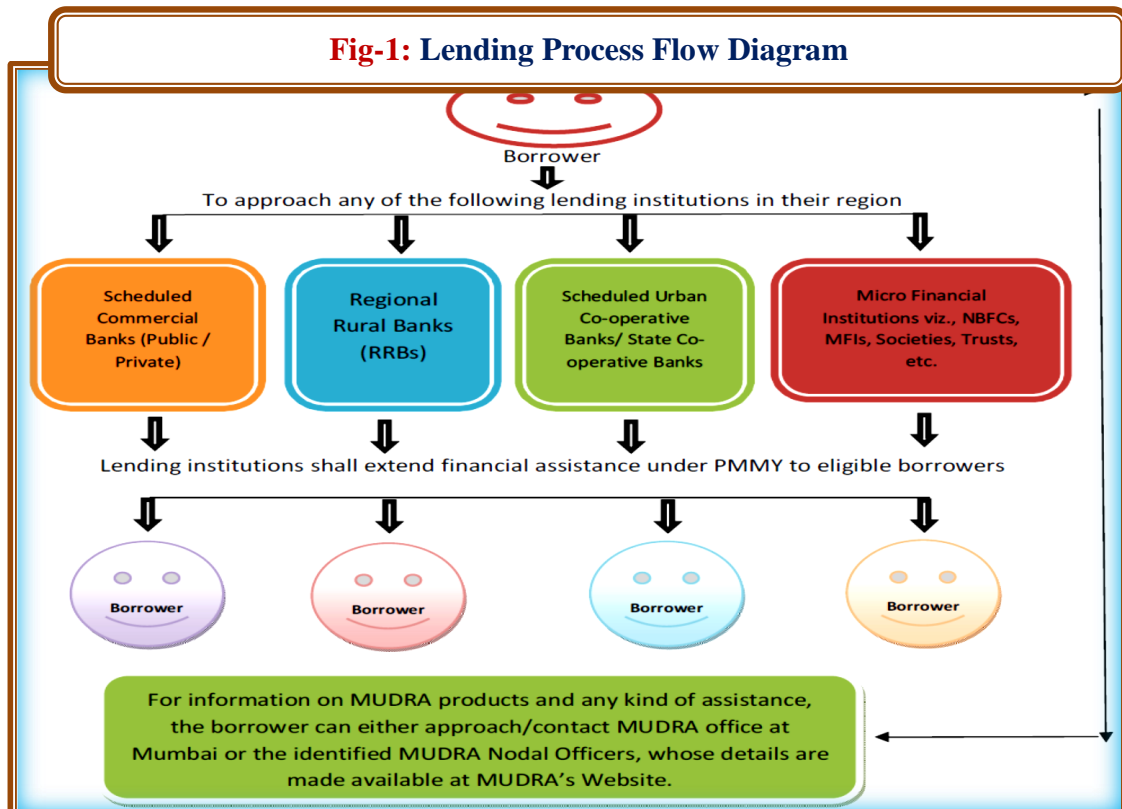 Fig-1: Lending Process Flow Diagram
Borrower
To approach any of the following lending institutions in their region
Scheduled
Commercial
Banks (Public /
Private)
Regional
Rural Banks
(RRBs)
Scheduled Urban
Co-operative
Banks/ State Co-
operative Banks
Micro Financial
Institutions viz., NBFCs,
MFIs, Societies, Trusts,
etc.
Lending institutions shall extend financial assistance under PMMY to eligible borrowers
Borrower
Borrower
Borrower
Borrower
For information on MUDRA products and any kind of assistance,
the borrower can either approach/contact MUDRA office at
Mumbai or the identified MUDRA Nodal Officers, whose details are
made available at MUDRA's Website.